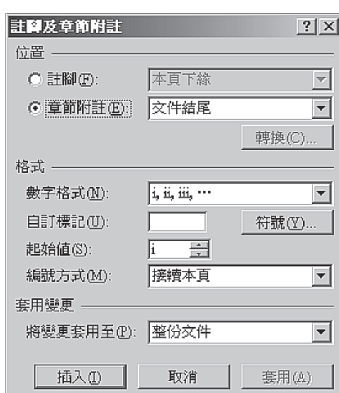 註腳及章節附註
位置
註腳(F): 本頁下緣
章節附註(E): 文件結尾
轉換(C)...
格式
數字格式(N): i, ii, iii, …
自訂標記(U): 符號(Y)...
起始值(S): i
編號方式(M): 接續本頁
套用變更
將變更套用至(P): 整份文件
插入(I) 取消 套用(A)